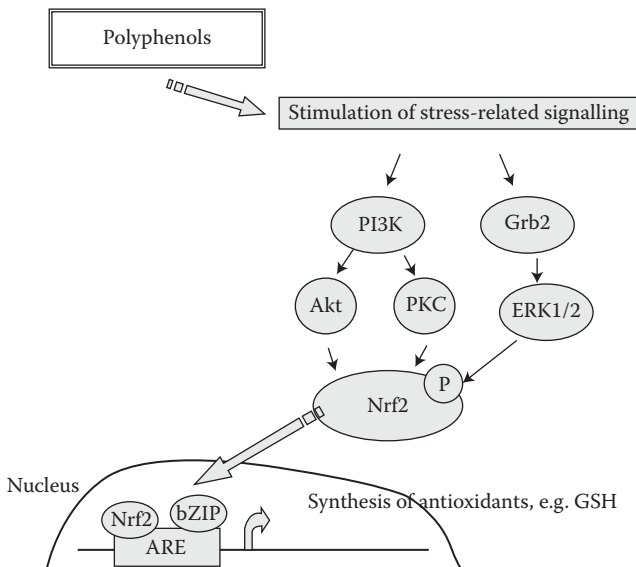 Polyphenols
Stimulation of stress-related signalling
PI3K
Grb2
Akt
PKC
ERK1/2
P
Nrf2
Nucleus
Synthesis of antioxidants, e.g. GSH
Nrf2
bZIP
ARE